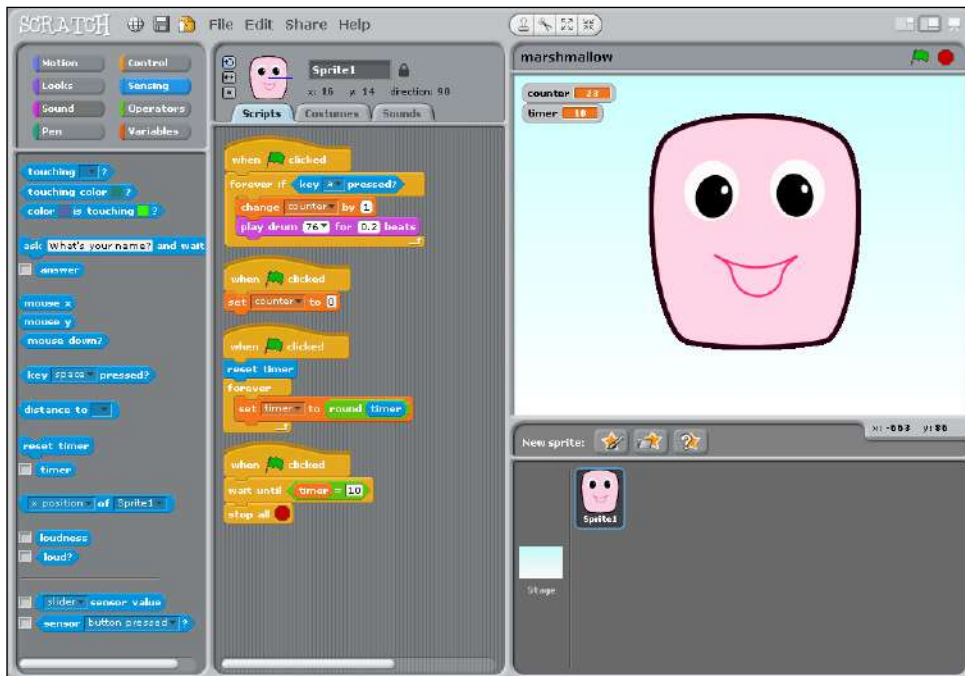 SCRATCH File Edit Share Help
Motion Control
Looks Sensing
Sound Operators
Pen Variables
touching ?
touching color ?
color is touching ?
ask What's your name? and wait
answer
mouse x
mouse y
mouse down?
key space pressed?
distance to
reset timer
timer
x position of Sprite1
loudness
loud?
slider sensor value
sensor button pressed ?
Sprite1
x: 16 y: 14 direction: 90
Scripts Costumes Sounds
when clicked
forever if key pressed?
change counter by 1
play drum 76 for 0.2 beats
when clicked
set counter to 0
when clicked
reset timer
forever
set timer to round timer
when clicked
wait until timer = 10
stop all
marshmallow
counter 23
timer 10
x: -663 y: 86
New sprite:
Sprite1
Stage